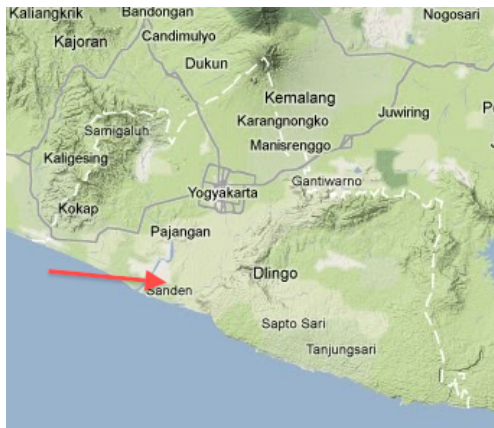 Kaliangkrik
Bandongan
Nogosari
Kajoran
Candimulyo
Dukun
Kemalang
Juwiring
Karangnongko
Samigaluh
Manisrenggo
Kaligesing
Gantiwarno
Yogyakarta
Kokap
Pajangan
Dlingo
Sanden
Sapto Sari
Tanjungsari